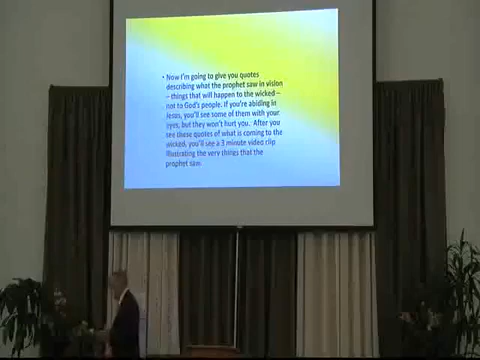 • Now I'm going to give you quotes
describing what the prophet saw in vision
– things that will happen to the wicked –
not to God's people. If you're abiding in
Jesus, you'll see some of them with your
eyes, but they won't hurt you. After you
see these quotes of what is coming to the
wicked, you'll see a 3 minute video clip
illustrating the very things that the
prophet saw.